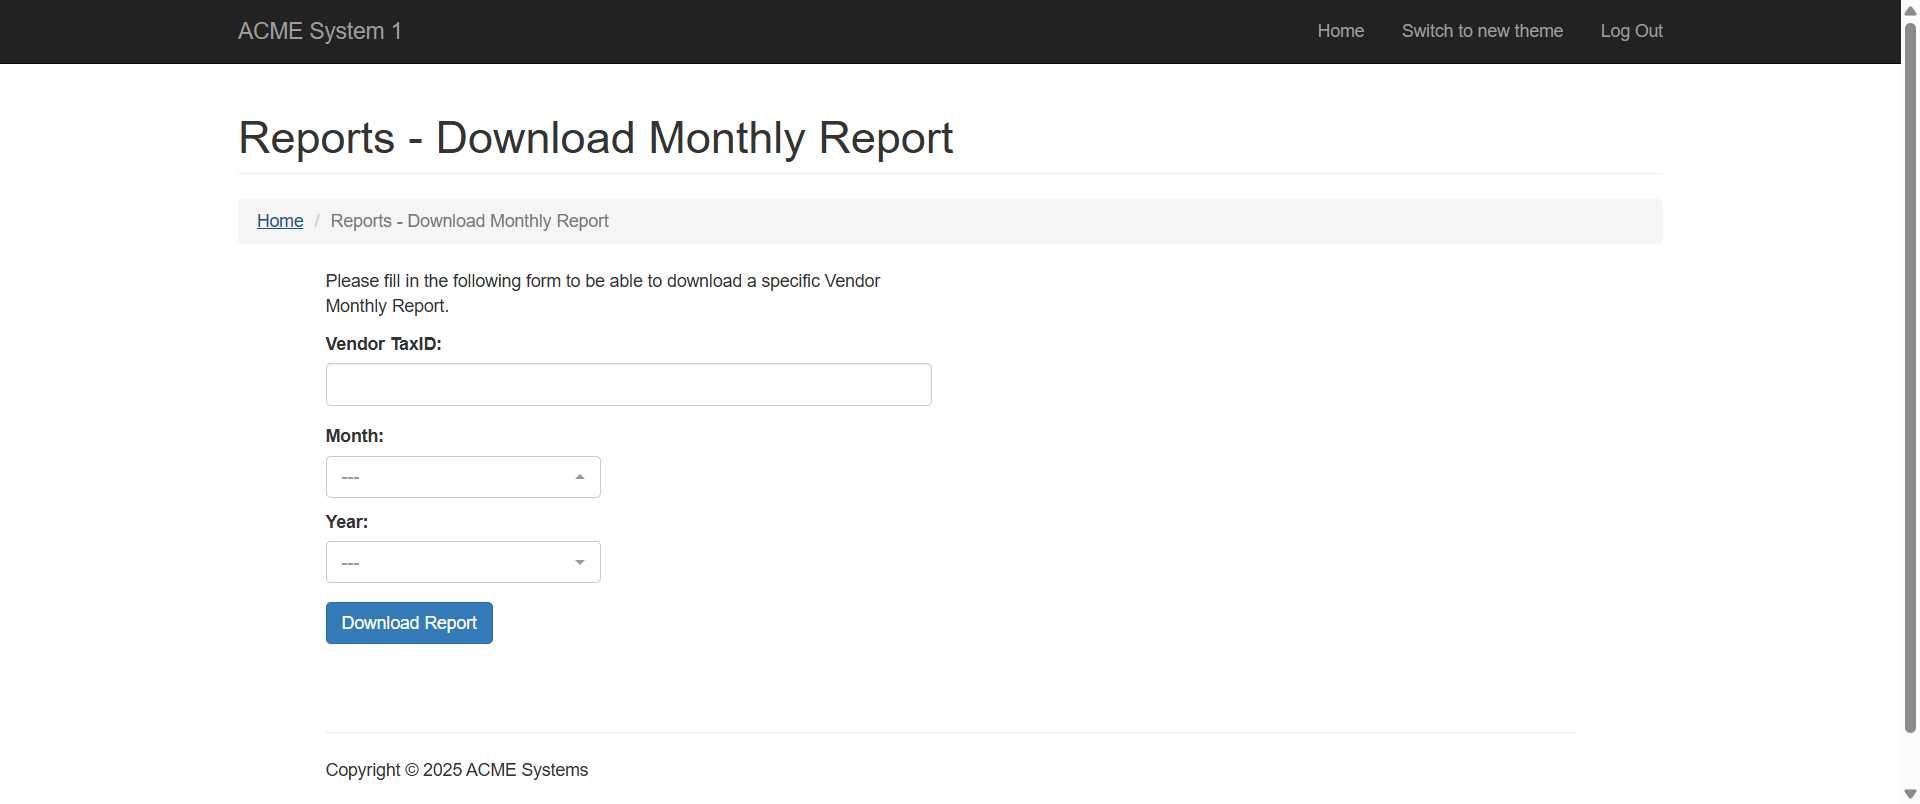 ACME System 1
Home
Switch to new theme
Log Out
Reports - Download Monthly Report
Home / Reports - Download Monthly Report
Please fill in the following form to be able to download a specific Vendor
Monthly Report.
Vendor TaxID:
Month:
---
Year:
---
Download Report
Copyright © 2025 ACME Systems